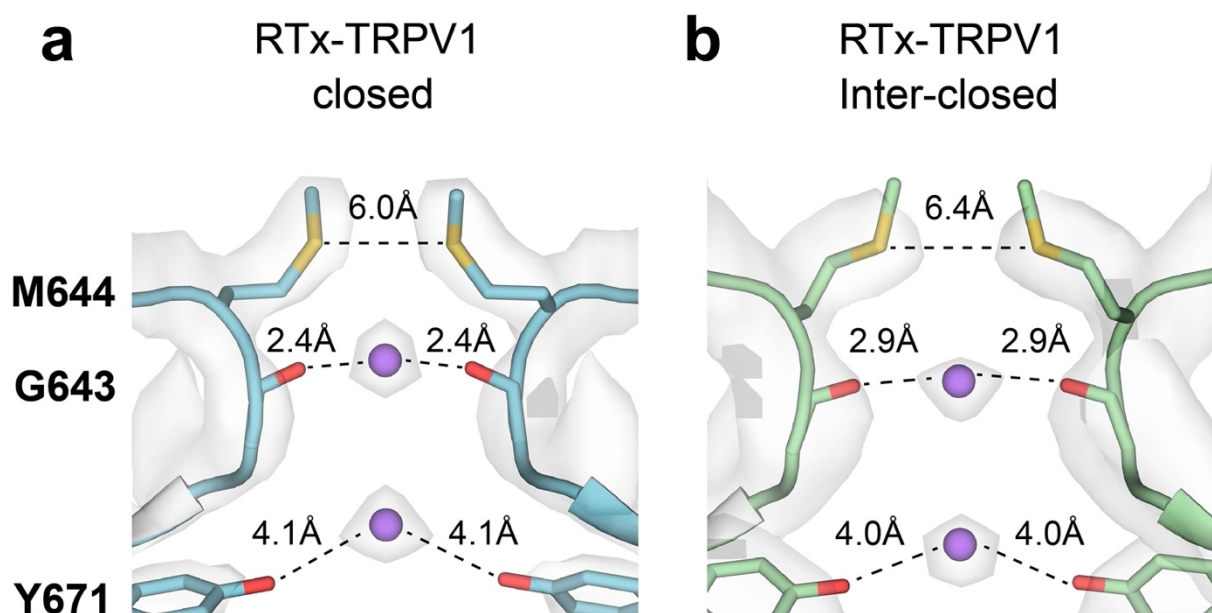 a
RTx-TRPV1
closed
6.0Å
M644
2.4Å 2.4Å
G643
4.1Å 4.1Å
Y671
b
RTx-TRPV1
Inter-closed
6.4Å
2.9Å 2.9Å
4.0Å 4.0Å